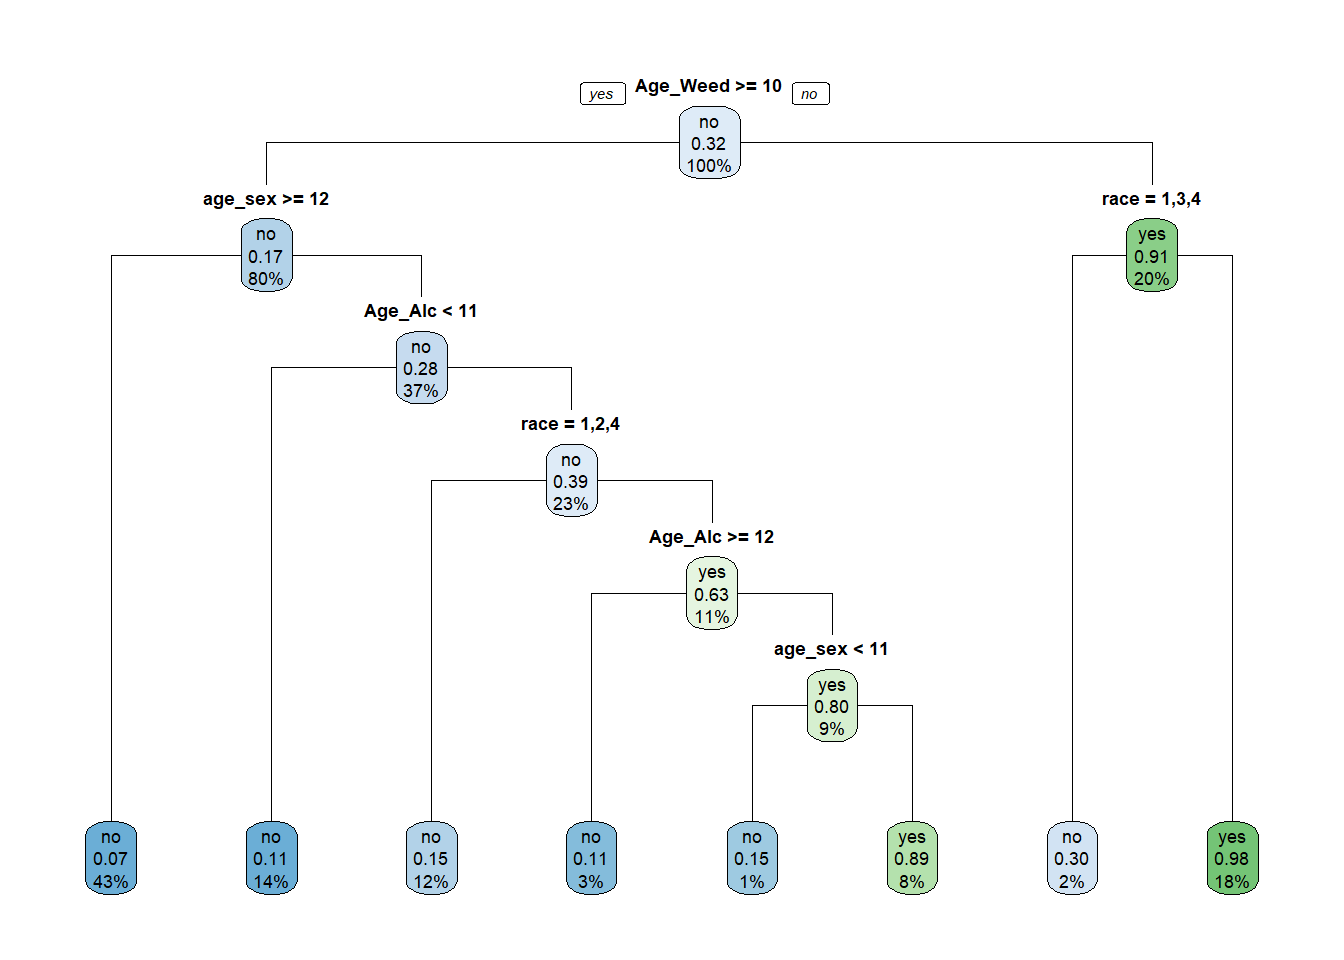 Age_Weed >= 10
yes
no
no
0.32
100%
age_sex >= 12
race = 1,3,4
no
0.17
80%
yes
0.91
20%
Age_Alc < 11
no
0.28
37%
race = 1,2,4
no
0.39
23%
Age_Alc >= 12
yes
0.63
11%
age_sex < 11
yes
0.80
9%
no
0.07
43%
no
0.11
14%
no
0.15
12%
no
0.11
3%
no
0.15
1%
yes
0.89
8%
no
0.30
2%
yes
0.98
18%